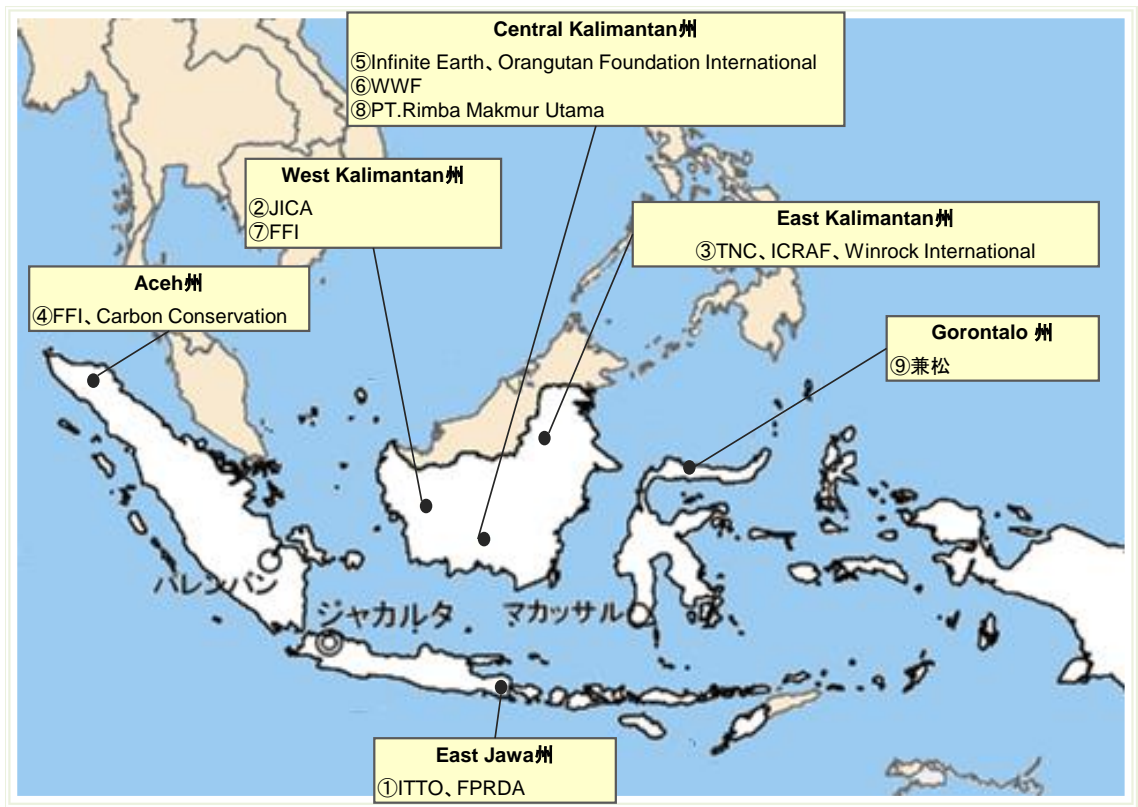 Central Kalimantan州
⑤Infinite Earth、Orangutan Foundation International
⑥WWF
⑧PT.Rimba Makmur Utama
West Kalimantan州
②JICA
⑦FFI
East Kalimantan州
③TNC、ICRAF、Winrock International
Aceh州
④FFI、Carbon Conservation
Gorontalo 州
⑨兼松
パレンバン
ジャカルタ
マカッサル
East Jawa州
①ITTO、FPRDA